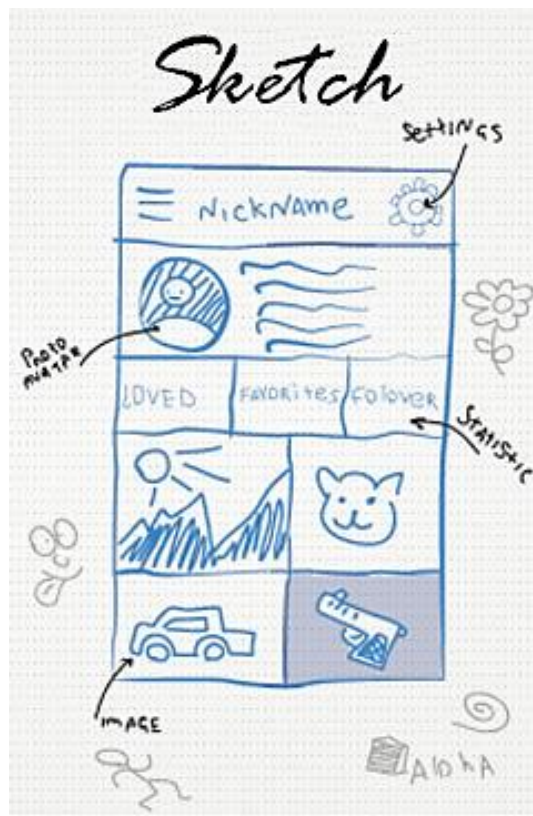 Sketch
SettINGS
NickNAme
PHOtO
AVATAR
LOVED
FAVORites
Folover
StAtIStIc
ImAGE
AlohA